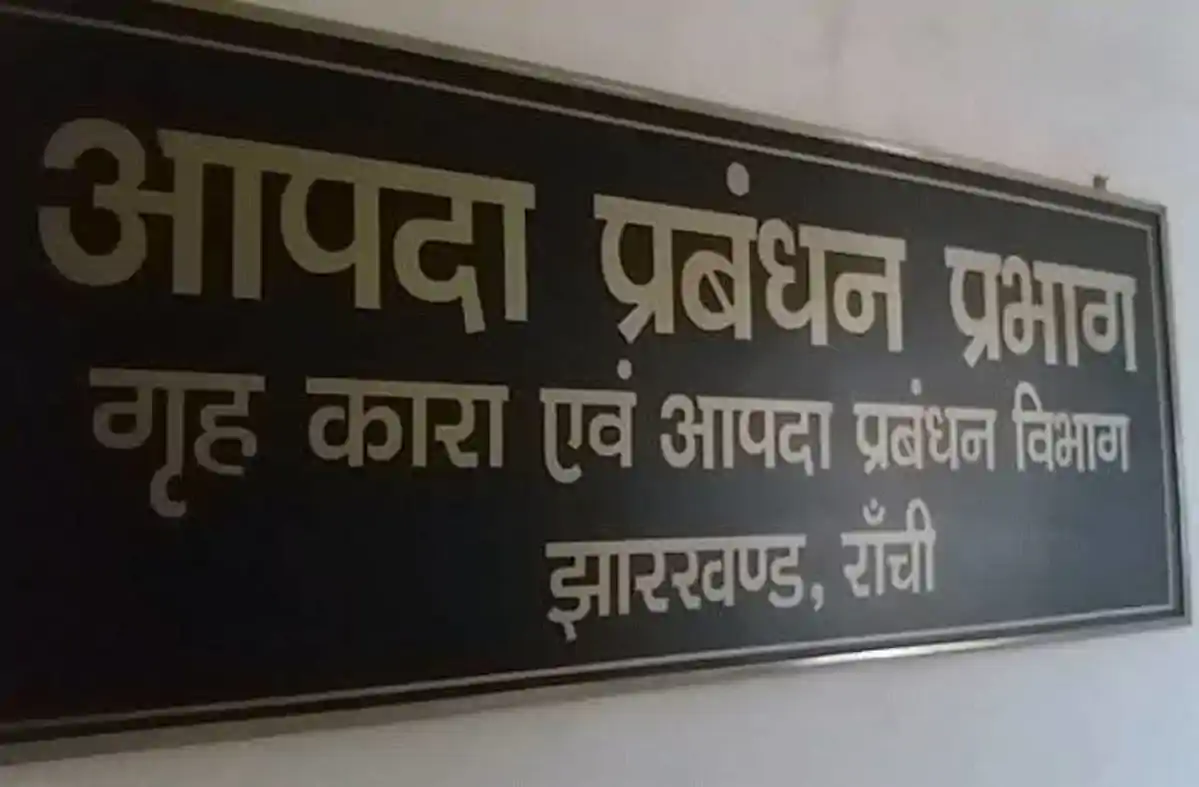 आपदा प्रबंधन प्रभाग
गृह कारा एवं आपदा प्रबंधन विभाग
झारखण्ड, राँची